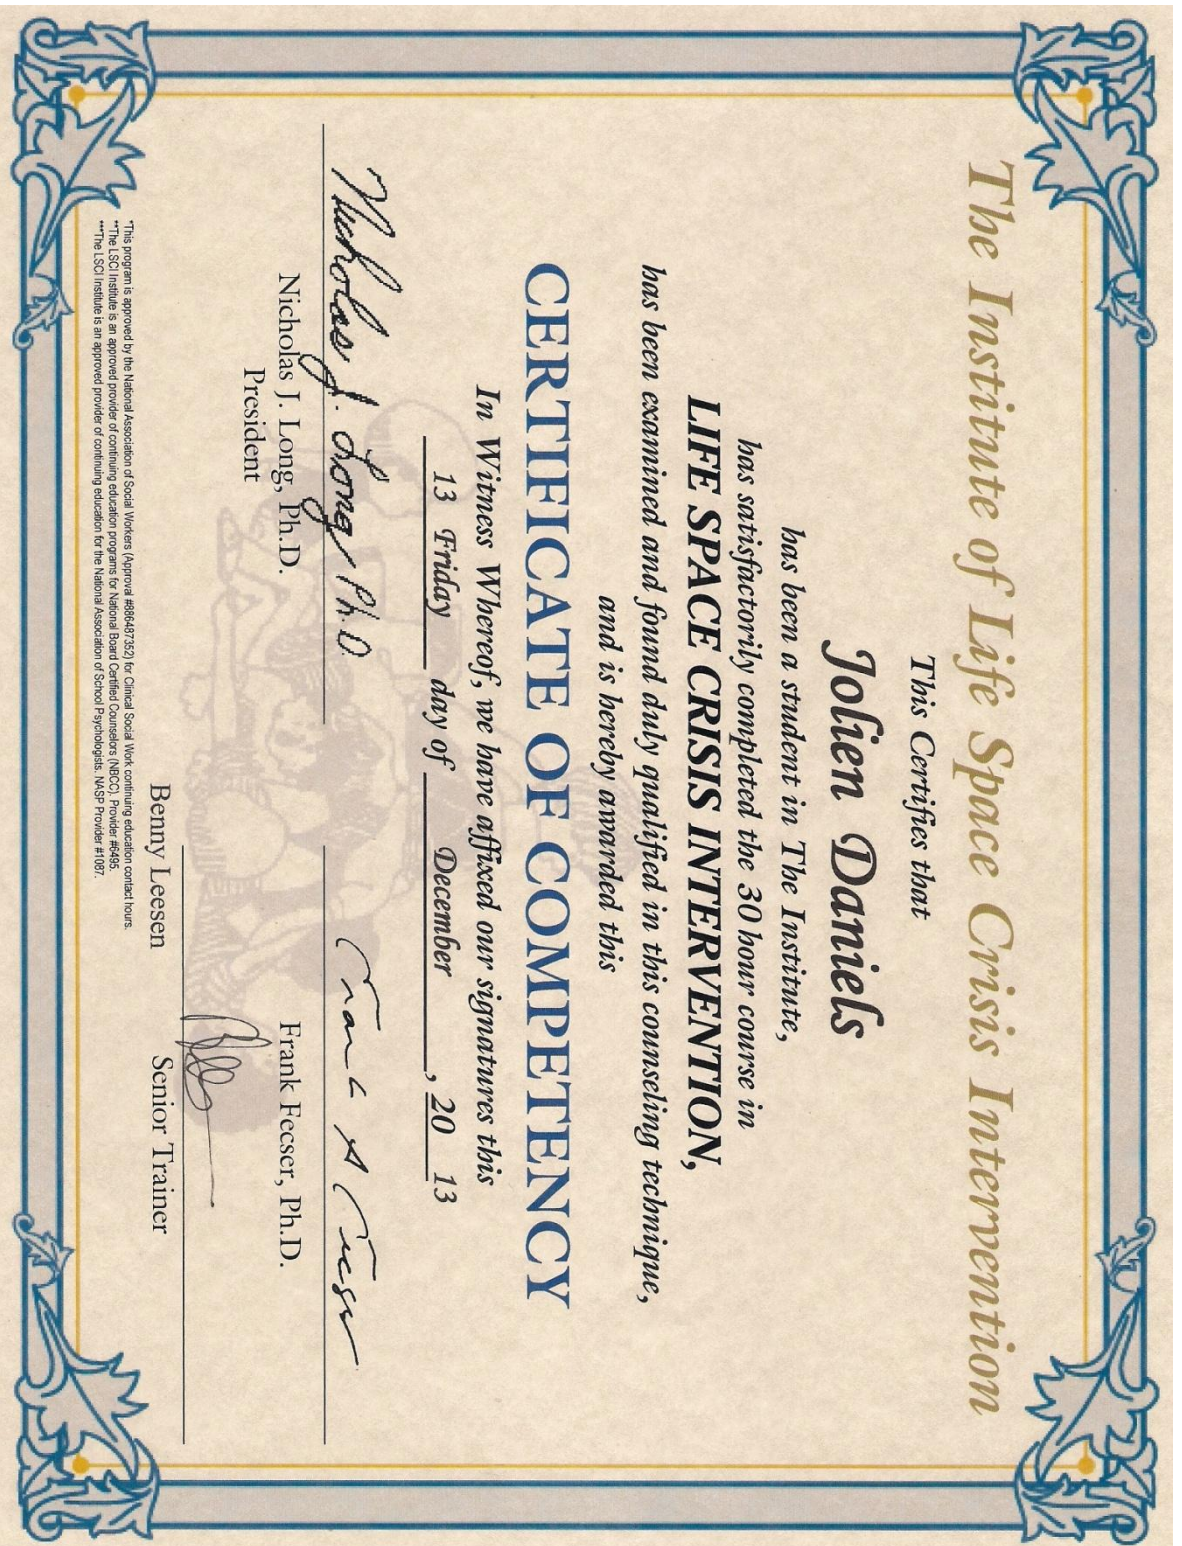 The Institute of Life Space Crisis Intervention
This Certifies that
Jolien Daniels
has been a student in The Institute,
has satisfactorily completed the 30 hour course in
LIFE SPACE CRISIS INTERVENTION,
has been examined and found duly qualified in this counseling technique,
and is hereby awarded this
CERTIFICATE OF COMPETENCY
In Witness Whereof, we have affixed our signatures this
13 Friday day of December, 20 13
Nicholas J. Long Ph.D
Nicholas J. Long, Ph.D.
President
Frank Fecser, Ph.D.
Benny Leesen Senior Trainer
*This program is approved by the National Association of Social Workers (Approval #886487352) for Clinical Social Work continuing education contact hours.
**The LSCI Institute is an approved provider of continuing education programs for National Board Certified Counselors (NBCC). Provider #6495.
***The LSCI Institute is an approved provider of continuing education for the National Association of School Psychologists. NASP Provider #1087.